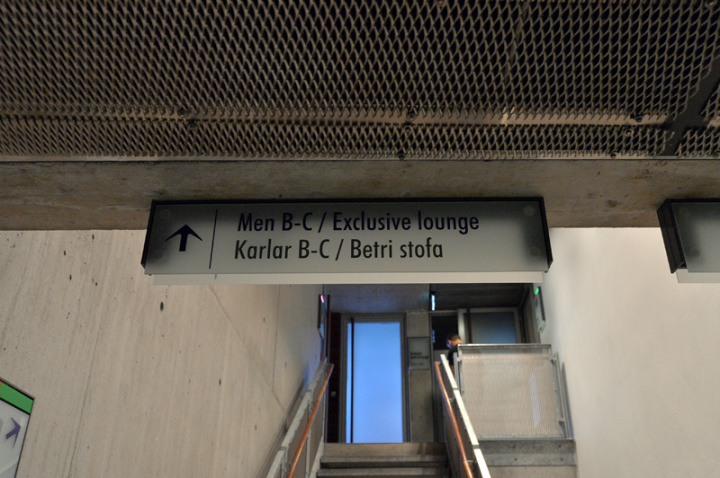 Men B-C / Exclusive lounge
Karlar B-C / Betri stofa